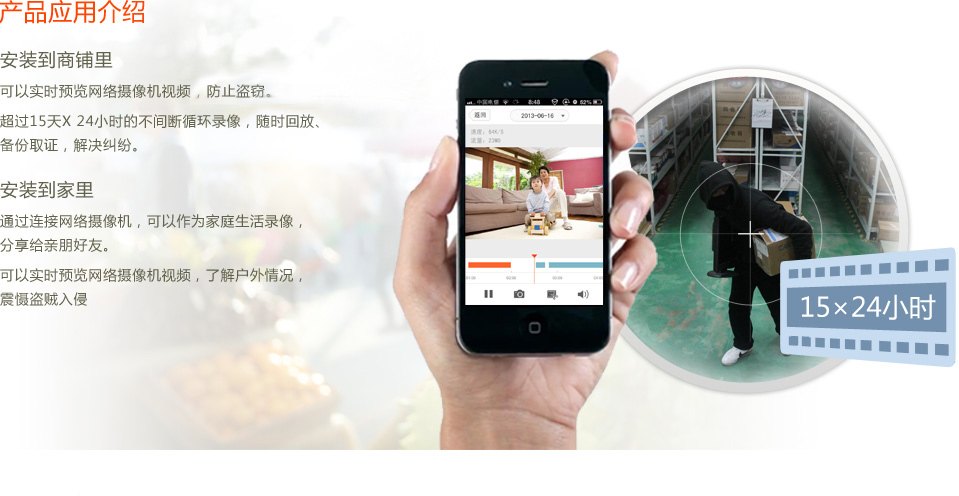 产品应用介绍
安装到商铺里
可以实时预览网络摄像机视频，防止盗窃。
超过15天X 24小时的不间断循环录像，随时回放、
备份取证，解决纠纷。
安装到家里
通过连接网络摄像机，可以作为家庭生活录像，
分享给亲朋好友。
可以实时预览网络摄像机视频，了解户外情况，
震慑盗贼入侵
中国电信 8:48 52%
返回 2013-06-16
速度：64K/S
流量：23MB
15×24小时